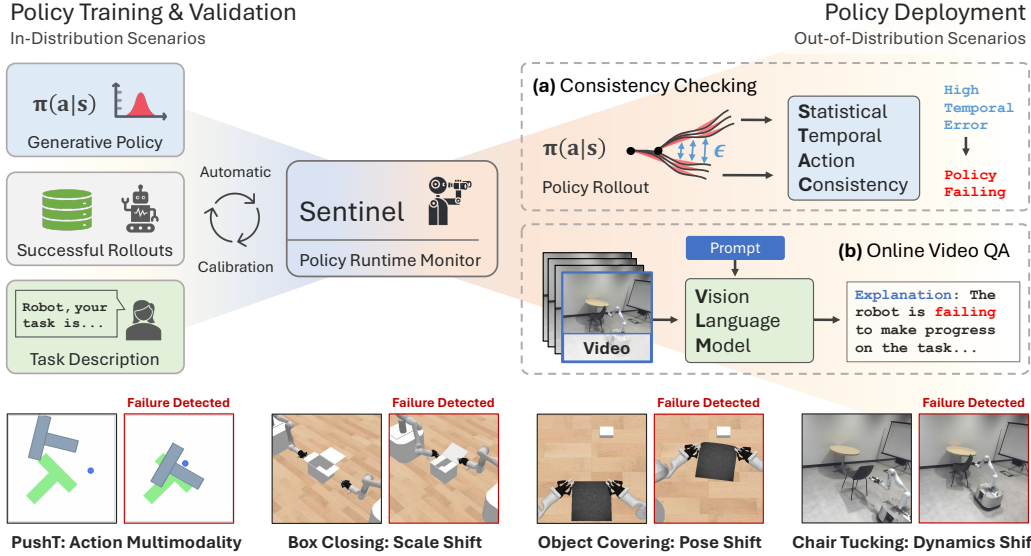 Policy Training & Validation
In-Distribution Scenarios
Policy Deployment
Out-of-Distribution Scenarios
π(a|s)
Generative Policy
Successful Rollouts
Robot, your
task is...
Task Description
Automatic
Calibration
Sentinel
Policy Runtime Monitor
(a) Consistency Checking
π(a|s)
Policy Rollout
ϵ
Statistical
Temporal
Action
Consistency
High
Temporal
Error
Policy
Failing
(b) Online Video QA
Video
Prompt
Vision
Language
Model
Explanation: The
robot is failing
to make progress
on the task...
Failure Detected
Failure Detected
Failure Detected
Failure Detected
PushT: Action Multimodality
Box Closing: Scale Shift
Object Covering: Pose Shift
Chair Tucking: Dynamics Shif